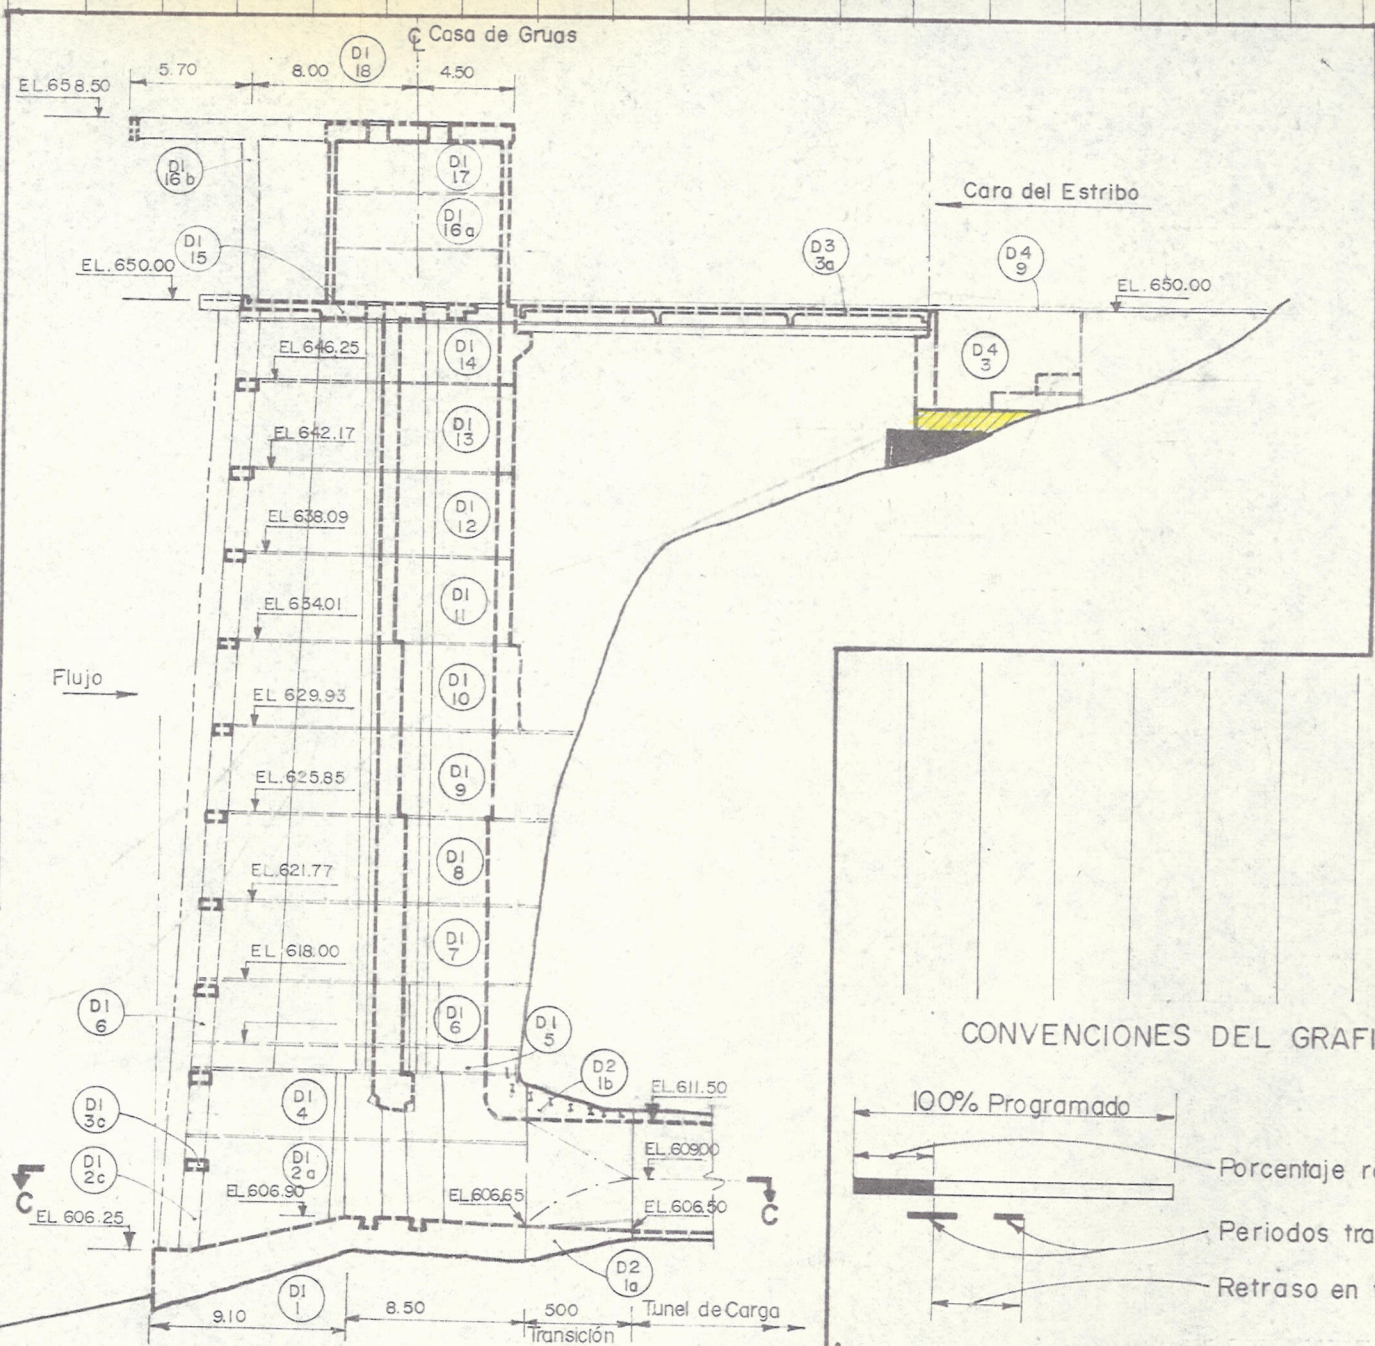 ℄ Casa de Gruas
5.70
8.00
D1
18
4.50
EL.658.50
D1
16b
D1
17
D1
16a
Cara del Estribo
D1
15
D3
3a
D4
9
EL.650.00
EL.650.00
EL 646.25
D1
14
D4
3
EL 642.17
D1
13
EL 638.09
D1
12
EL 634.01
D1
11
Flujo
EL 629.93
D1
10
EL.625.85
D1
9
EL.621.77
D1
8
EL 618.00
D1
7
D1
6
D1
6
D1
5
CONVENCIONES DEL GRAFI
D2
1b
EL.611.50
D1
3c
D1
4
100% Programado
D1
2c
D1
2a
EL.609.00
Porcentaje re
C
EL 606.90
EL.606.65
EL.606.50
C
EL 606.25
Periodos tra
D2
1a
D1
1
Retraso en
9.10
8.50
500
Transición
Tunel de Carga